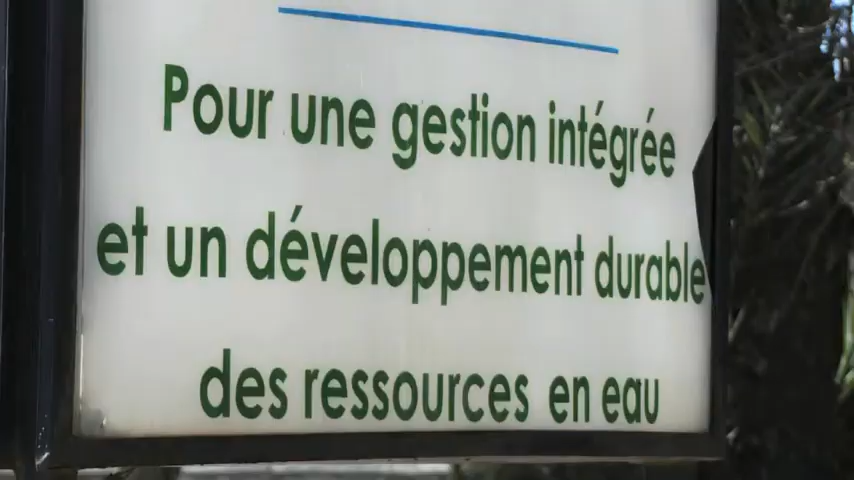 Pour une gestion intégrée
et un développement durable
des ressources en eau